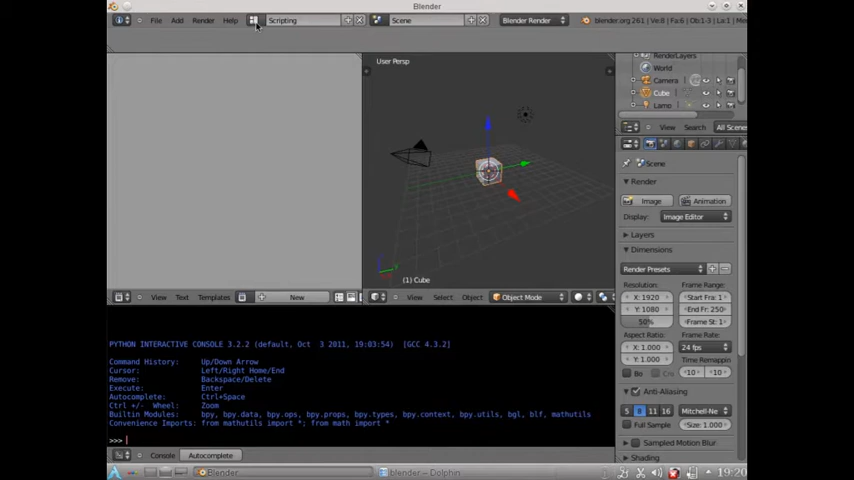 Blender
File Add Render Help Scripting Scene Blender Render blender.org 261 | Ve:8 | Fa:6 | Ob:1-3 | La:1 |
User Persp
RenderLayers
World
Camera
Cube
Lamp
View Search All Scenes
Scene
Render
Image Animation
Display: Image Editor
Layers
Dimensions
Render Presets
Resolution: Frame Range:
X: 1920 Start Fra: 1
Y: 1080 End Fr: 250
50% Frame St: 1
Aspect Ratio: Frame Rate:
X: 1.000 24 fps
Y: 1.000 Time Remappin
Bo 10 10
Anti-Aliasing
5 8 11 16 Mitchell-Ne
Full Sample Size: 1.000
Sampled Motion Blur
Shading
(1) Cube
View Text Templates New
View Select Object Object Mode
PYTHON INTERACTIVE CONSOLE 3.2.2 (default, Oct  3 2011, 19:03:54)  [GCC 4.3.2]
Command History: Up/Down Arrow
Cursor: Left/Right Home/End
Remove: Backspace/Delete
Execute: Enter
Autocomplete: Ctrl+Space
Ctrl +/- Wheel: Zoom
Builtin Modules: bpy, bpy.data, bpy.ops, bpy.props, bpy.types, bpy.context, bpy.utils, bgl, blf, mathutils
Convenience Imports: from mathutils import *; from math import *
>>>
Console Autocomplete
Blender blender – Dolphin 19:20